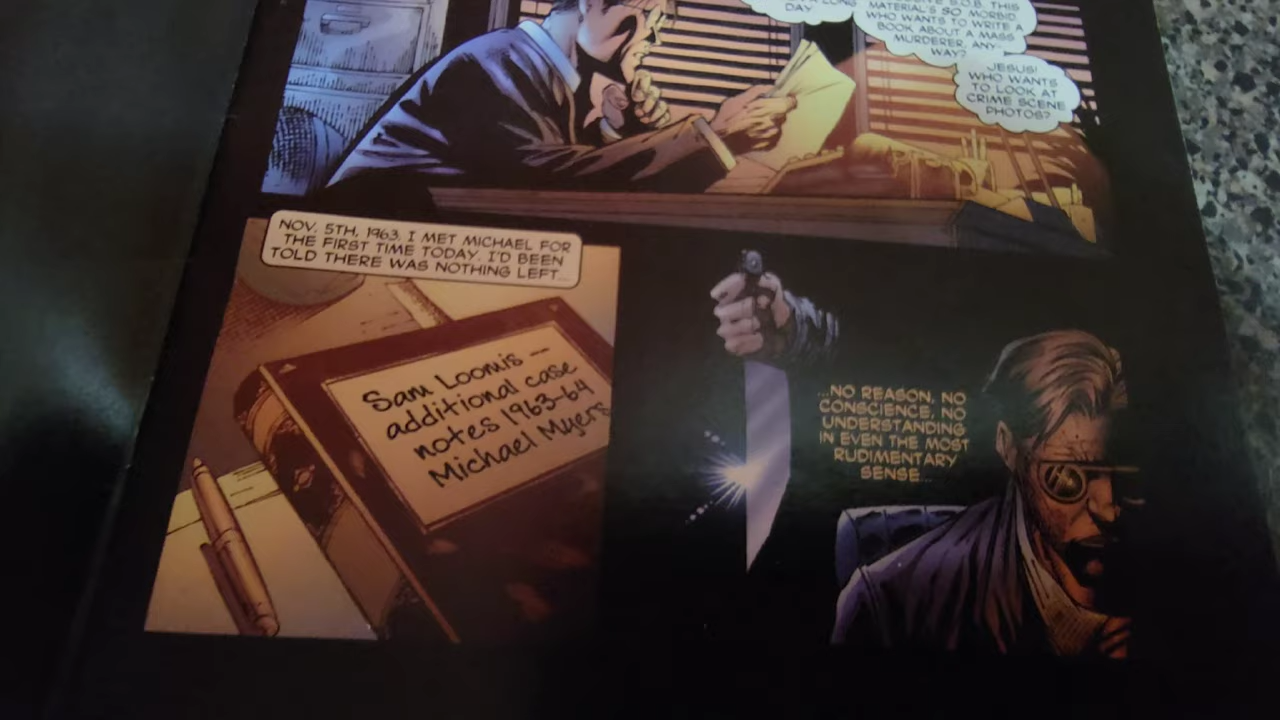 A LONG
DAY
S.O.B. THIS
MATERIAL'S SO MORBID.
WHO WANTS TO WRITE A
BOOK ABOUT A MASS
MURDERER, ANY-
WAY?
JESUS!
WHO WANTS
TO LOOK AT
CRIME SCENE
PHOTOS?
NOV. 5TH, 1963. I MET MICHAEL FOR
THE FIRST TIME TODAY. I'D BEEN
TOLD THERE WAS NOTHING LEFT...
Sam Loomis —
additional case
notes 1963-64
Michael Myers
...NO REASON, NO
CONSCIENCE, NO
UNDERSTANDING
IN EVEN THE MOST
RUDIMENTARY
SENSE...